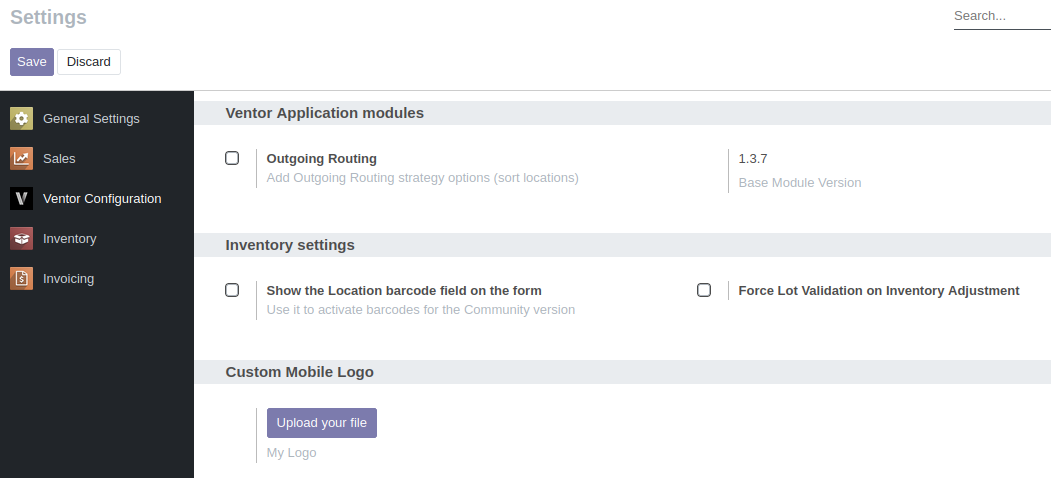 Settings
Search...
Save
Discard
General Settings
Sales
Ventor Configuration
Inventory
Invoicing
Ventor Application modules
Outgoing Routing
Add Outgoing Routing strategy options (sort locations)
1.3.7
Base Module Version
Inventory settings
Show the Location barcode field on the form
Use it to activate barcodes for the Community version
Force Lot Validation on Inventory Adjustment
Custom Mobile Logo
Upload your file
My Logo